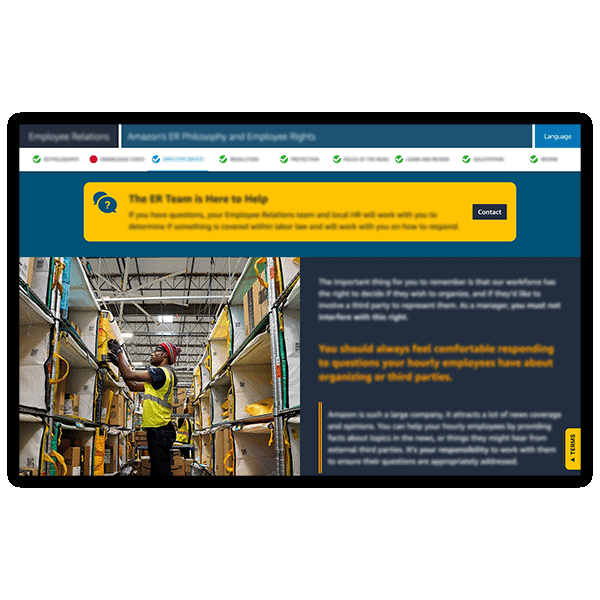 Employee Relations
Amazon's ER Philosophy and Employee Rights
Language
ER PHILOSOPHY
KNOWLEDGE CHECK
RESOLUTION
PROTECTION
RULES OF THE ROAD
SOLICITATION
REVIEW
The ER Team is Here to Help
If you have questions, your Employee Relations team and local HR will work with you to
determine if something is covered within labor law and will work with you on how to respond.
Contact
The important thing for you to remember is that our workforce has
the right to decide if they wish to organize, and if they'd like to
involve a third party to represent them. As a manager, you must not
interfere with this right.
You should always feel comfortable responding
to questions your hourly employees have about
organizing or third parties.
Amazon is such a large company, it attracts a lot of news coverage
and opinions. You can help your hourly employees by providing
facts about topics in the news, or things they might hear from
external third parties. It's your responsibility to work with them
to ensure their questions are appropriately addressed.
TERMS